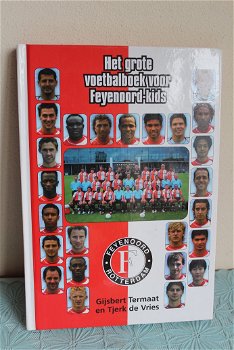 Het grote
voetbalboek voor
Feyenoord-kids
FEYENOORD
F
ROTTERDAM
Gijsbert Termaat
en Tjerk de Vries